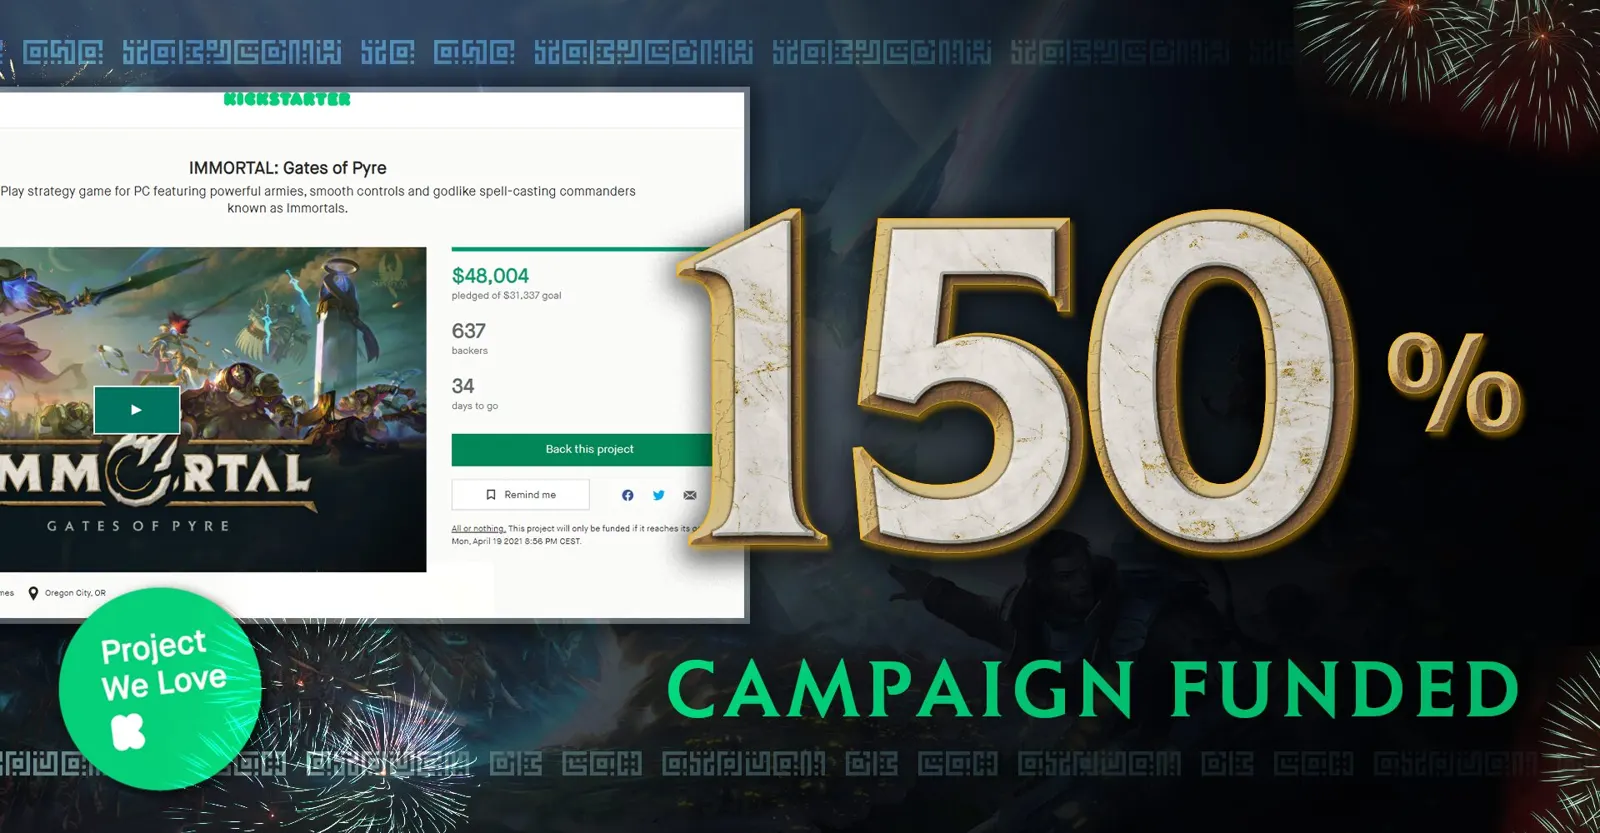 KICKSTARTER
IMMORTAL: Gates of Pyre
Play strategy game for PC featuring powerful armies, smooth controls and godlike spell-casting commanders
known as Immortals.
$48,004
pledged of $31,337 goal
637
backers
34
days to go
Back this project
Remind me
All or nothing. This project will only be funded if it reaches its
Mon, April 19 2021 8:56 PM CEST.
MMORTAL
GATES OF PYRE
Oregon City, OR
Project
We Love
K
150%
CAMPAIGN FUNDED